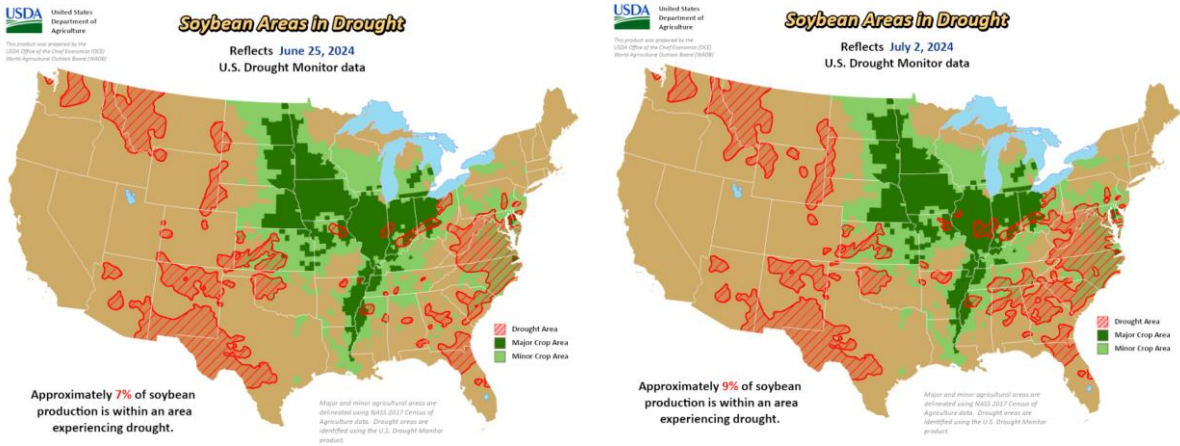 USDA
United States
Department of
Agriculture
This product was prepared by the
USDA Office of the Chief Economist (OCE)
World Agricultural Outlook Board (WAOB)
Soybean Areas in Drought
Reflects June 25, 2024
U.S. Drought Monitor data
Drought Area
Major Crop Area
Minor Crop Area
Approximately 7% of soybean
production is within an area
experiencing drought.
Major and minor agricultural areas are
delineated using NASS 2017 Census of
Agriculture data. Drought areas are
identified using the U.S. Drought Monitor
product.
USDA
United States
Department of
Agriculture
This product was prepared by the
USDA Office of the Chief Economist (OCE)
World Agricultural Outlook Board (WAOB)
Soybean Areas in Drought
Reflects July 2, 2024
U.S. Drought Monitor data
Drought Area
Major Crop Area
Minor Crop Area
Approximately 9% of soybean
production is within an area
experiencing drought.
Major and minor agricultural areas are
delineated using NASS 2017 Census of
Agriculture data. Drought areas are
identified using the U.S. Drought Monitor
product.